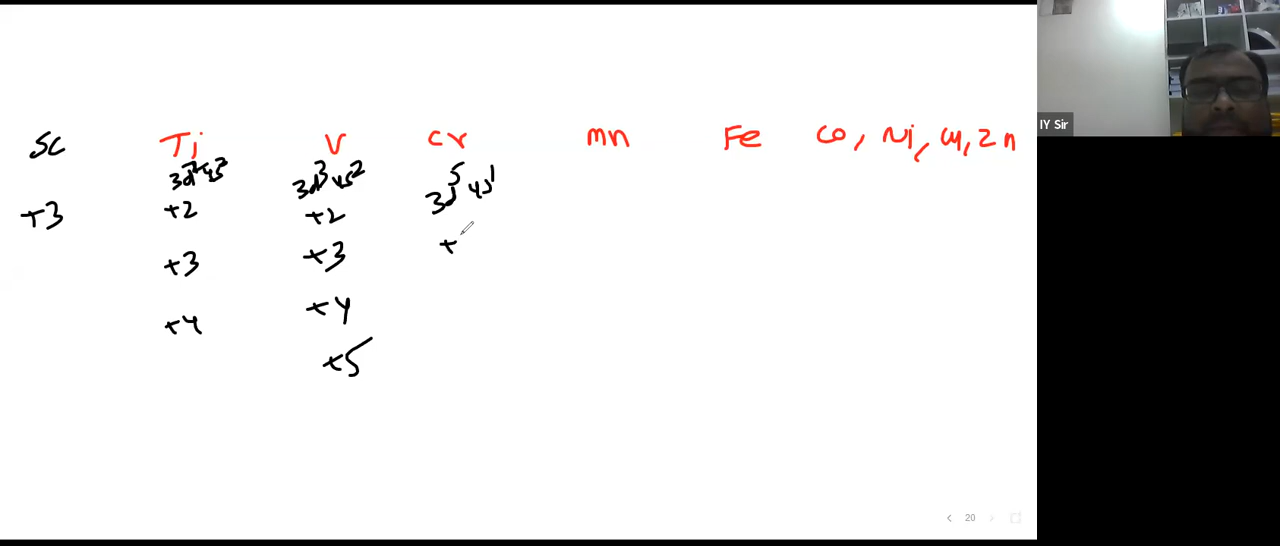 Sc Ti V Cr mn Fe Co, Ni, Cu, Zn
3d²4s² 3d³4s² 3d⁵4s¹
+3 +2 +2 +
+3 +3
+4 +4
+5
IY Sir
20